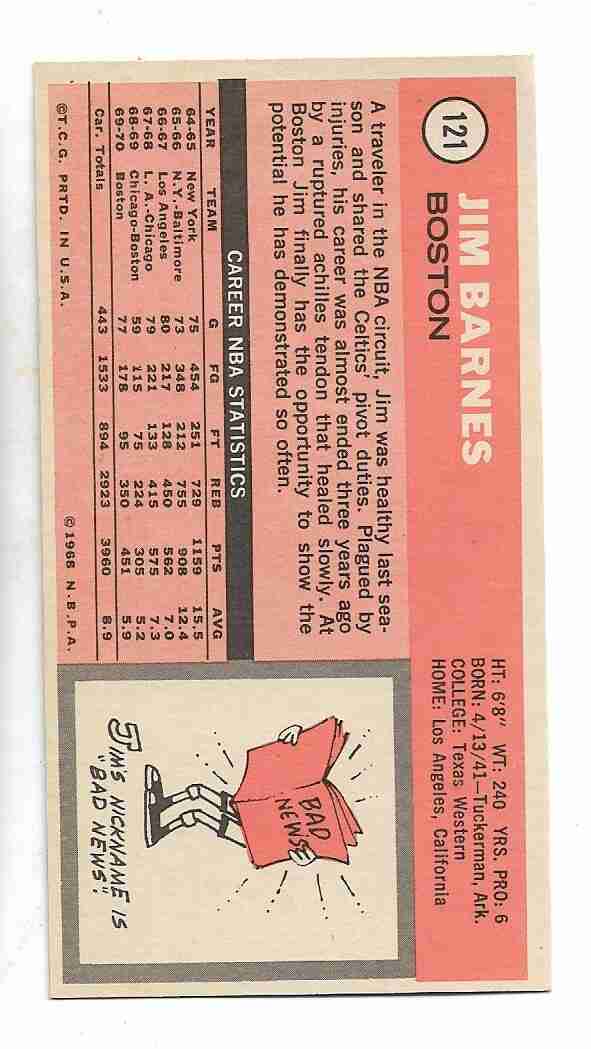 121
JIM BARNES
BOSTON
HT: 6'8" WT: 240 YRS. PRO: 6
BORN: 4/13/41—Tuckerman, Ark.
COLLEGE: Texas Western
HOME: Los Angeles, California
A traveler in the NBA circuit, Jim was healthy last sea-
son and shared the Celtics' pivot duties. Plagued by
injuries, his career was almost ended three years ago
by a ruptured achilles tendon that healed slowly. At
Boston Jim finally has the opportunity to show the
potential he has demonstrated so often.
CAREER NBA STATISTICS
YEAR TEAM G FG FT REB PTS AVG
64-65 New York 75 454 251 729 1159 15.5
65-66 N.Y.-Baltimore 73 348 212 755 908 12.4
66-67 Los Angeles 80 217 128 450 562 7.0
67-68 L. A.-Chicago 79 221 133 415 575 7.3
68-69 Chicago-Boston 59 115 75 224 305 5.2
69-70 Boston 77 178 95 350 451 5.9
Car. Totals 443 1533 894 2923 3960 8.9
©T.C.G. PRTD. IN U.S.A.
©1968 N.B.P.A.
BAD
NEWS
JIM'S NICKNAME IS
"BAD NEWS".